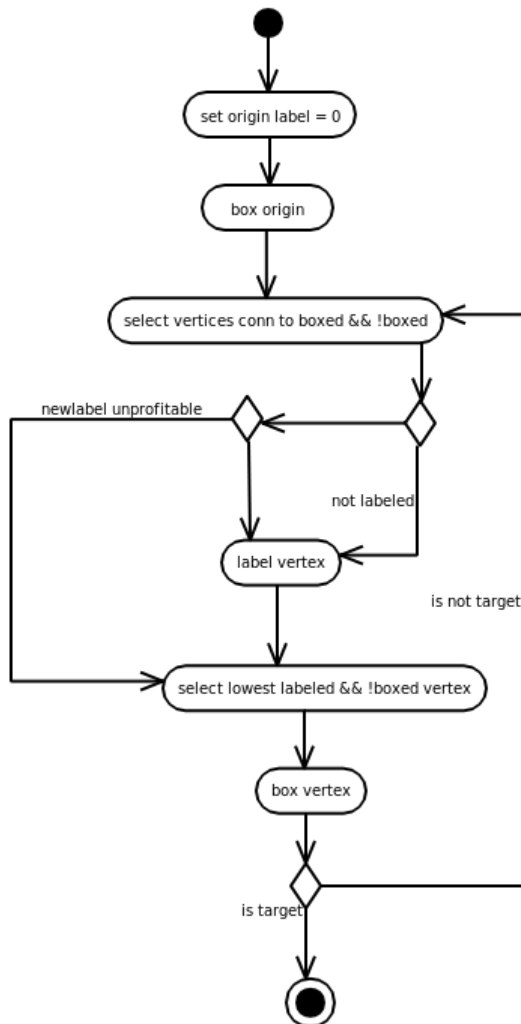 set origin label = 0
box origin
select vertices conn to boxed && !boxed
newlabel unprofitable
not labeled
label vertex
is not target
select lowest labeled && !boxed vertex
box vertex
is target